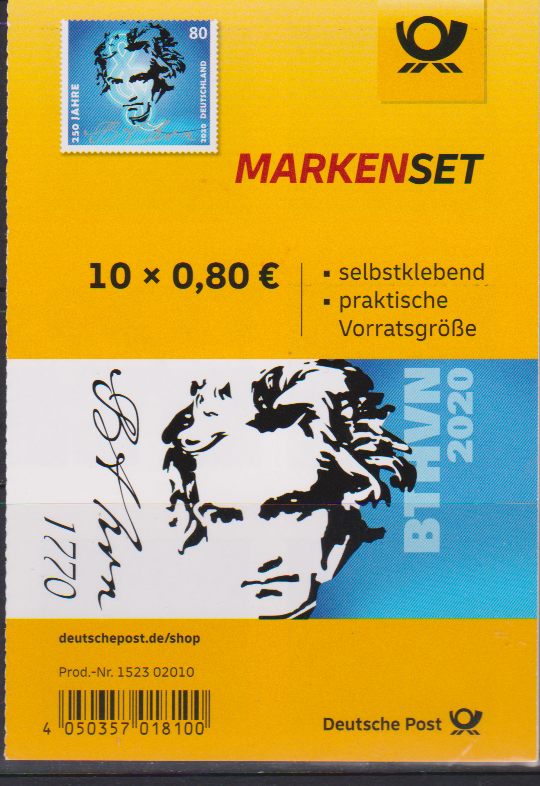 80
250 JAHRE
2020 DEUTSCHLAND
MARKENSET
10 × 0,80 €
▪ selbstklebend
▪ praktische
Vorratsgröße
BTHVN
2020
1770
deutschepost.de/shop
Prod.-Nr. 1523 02010
4 050357 018100
Deutsche Post